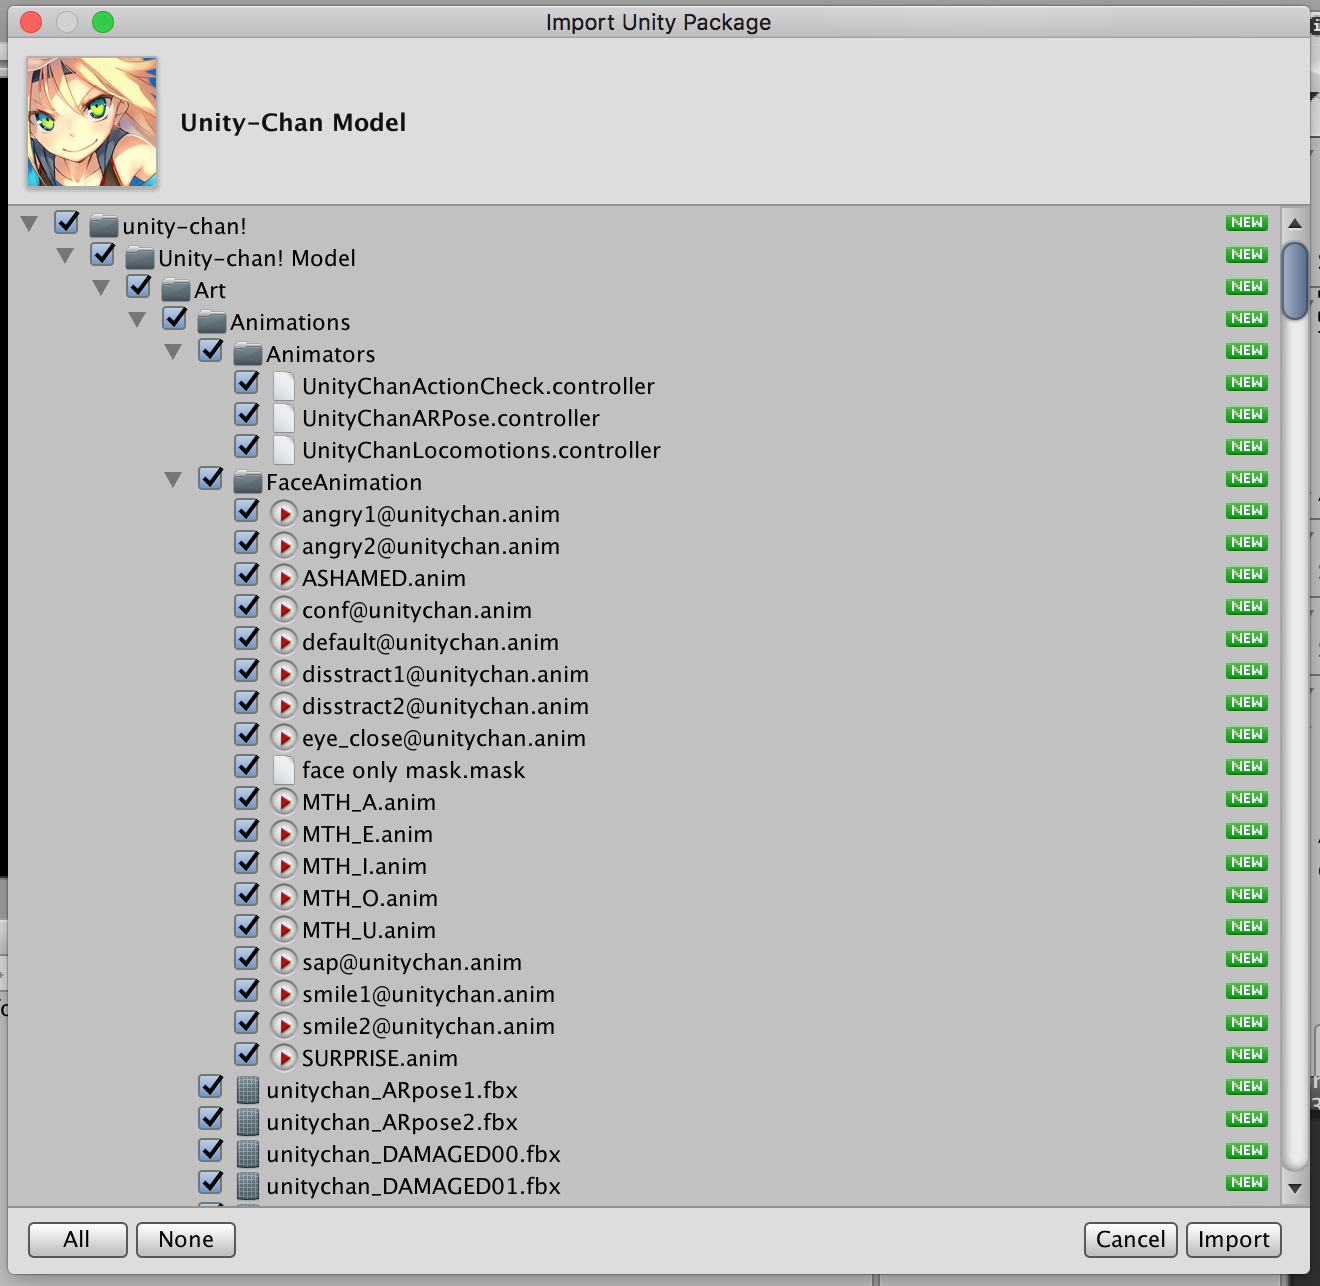 Import Unity Package
Unity-Chan Model
unity-chan! NEW
Unity-chan! Model NEW
Art NEW
Animations NEW
Animators NEW
UnityChanActionCheck.controller NEW
UnityChanARPose.controller NEW
UnityChanLocomotions.controller NEW
FaceAnimation NEW
angry1@unitychan.anim NEW
angry2@unitychan.anim NEW
ASHAMED.anim NEW
conf@unitychan.anim NEW
default@unitychan.anim NEW
disstract1@unitychan.anim NEW
disstract2@unitychan.anim NEW
eye_close@unitychan.anim NEW
face only mask.mask NEW
MTH_A.anim NEW
MTH_E.anim NEW
MTH_I.anim NEW
MTH_O.anim NEW
MTH_U.anim NEW
sap@unitychan.anim NEW
smile1@unitychan.anim NEW
smile2@unitychan.anim NEW
SURPRISE.anim NEW
unitychan_ARpose1.fbx NEW
unitychan_ARpose2.fbx NEW
unitychan_DAMAGED00.fbx NEW
unitychan_DAMAGED01.fbx NEW
All None Cancel Import